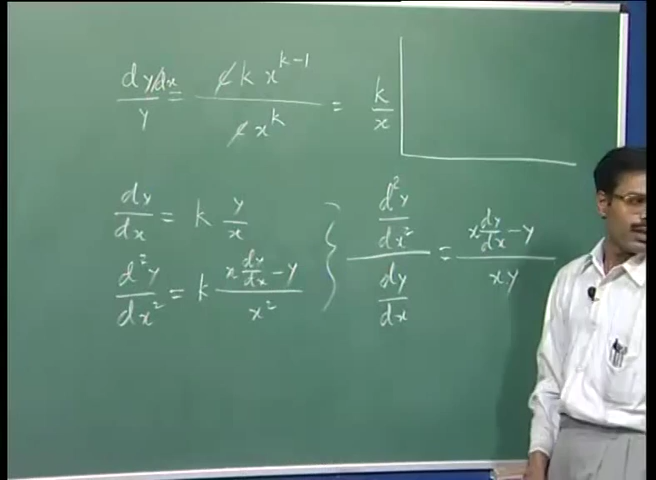 (dy/dx)/y = (c k x^{k-1})/(c x^k) = k/x
dy/dx = k y/x
d²y/dx² = k (x dy/dx - y)/x² } (d²y/dx²)/(dy/dx) = (x dy/dx - y)/(xy)